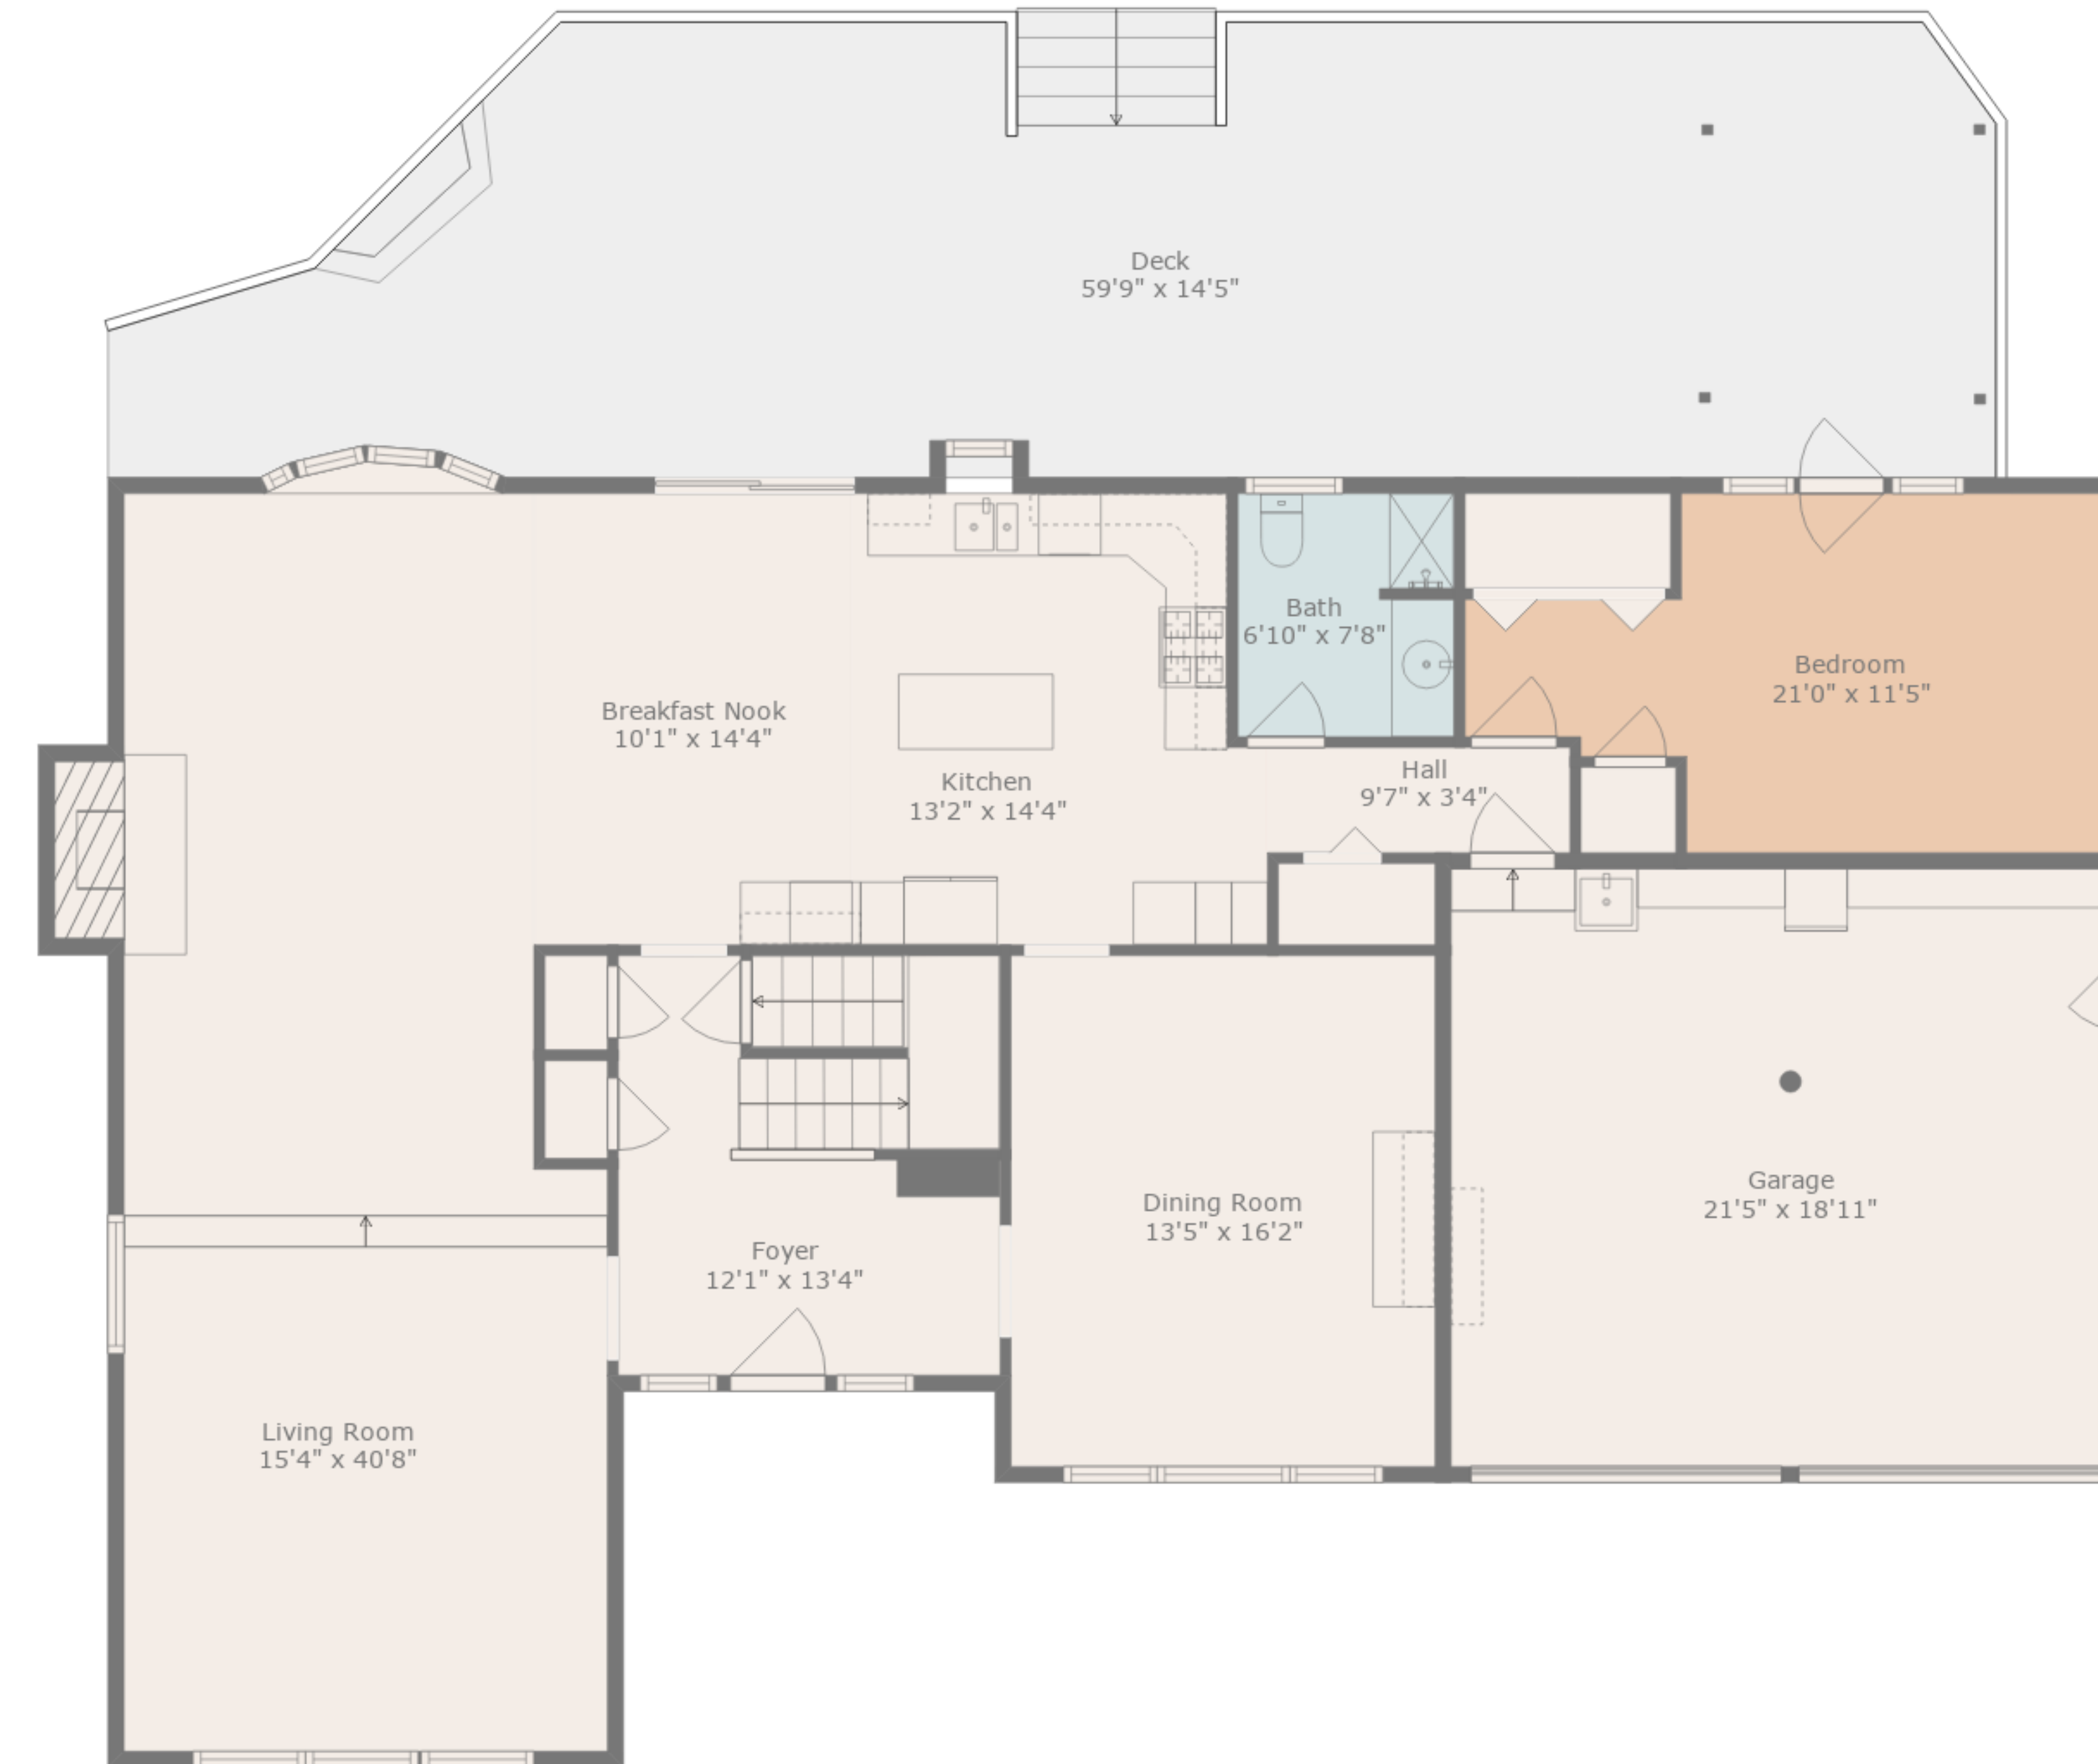 Deck
59'9" x 14'5"
Bath
6'10" x 7'8"
Bedroom
21'0" x 11'5"
Breakfast Nook
10'1" x 14'4"
Kitchen
13'2" x 14'4"
Hall
9'7" x 3'4"
Dining Room
13'5" x 16'2"
Garage
21'5" x 18'11"
Foyer
12'1" x 13'4"
Living Room
15'4" x 40'8"